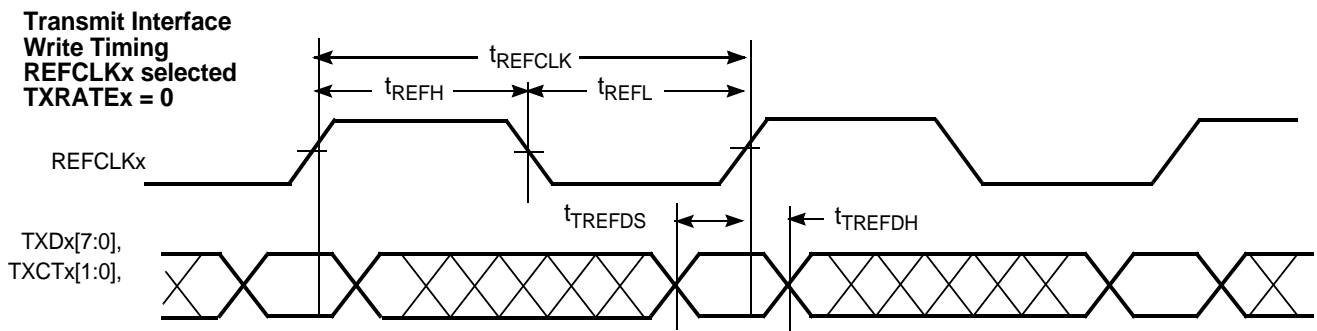 Transmit Interface
Write Timing
REFCLKx selected
TXRATEx = 0
tREFCLK
tREFH
tREFL
REFCLKx
tTREFDS
tTREFDH
TXDx[7:0],
TXCTx[1:0],